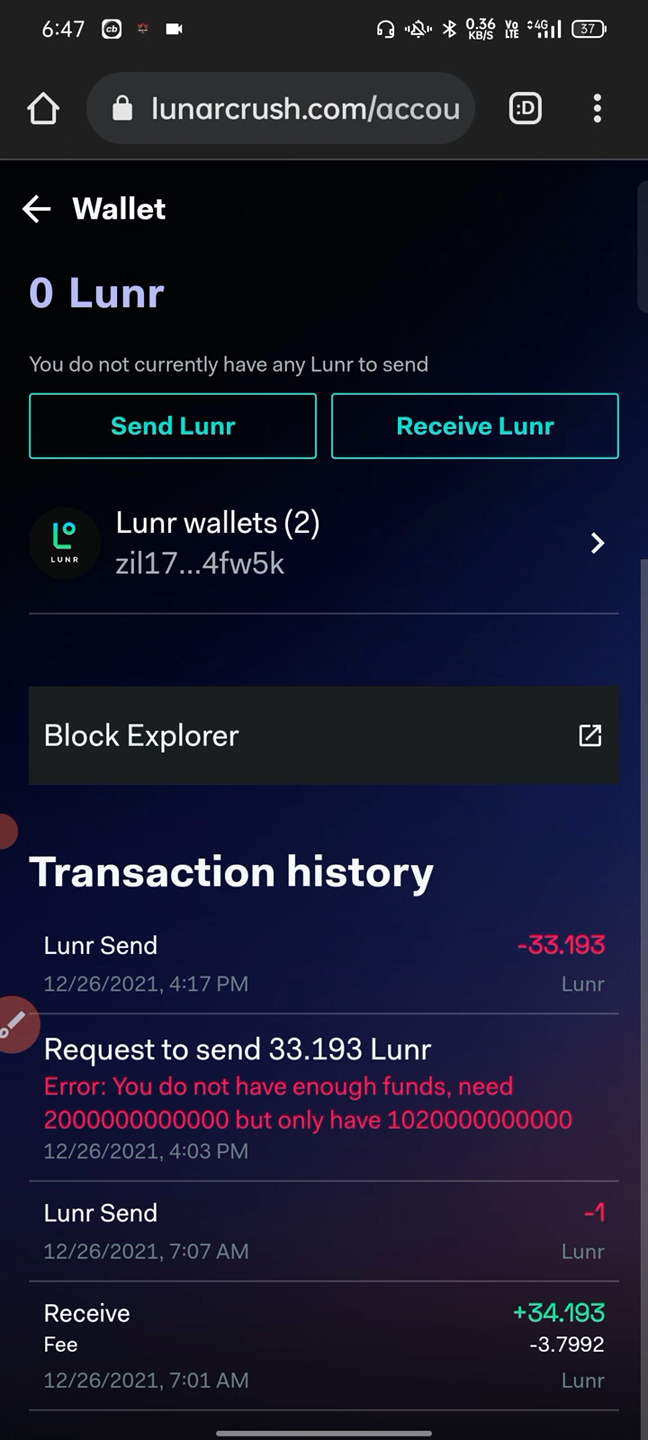 6:47 cb 0.36 KB/S Vo LTE 4G 37
lunarcrush.com/accou :D
Wallet
0 Lunr
You do not currently have any Lunr to send
Send Lunr Receive Lunr
LUNR
Lunr wallets (2)
zil17...4fw5k
Block Explorer
Transaction history
Lunr Send -33.193
12/26/2021, 4:17 PM Lunr
Request to send 33.193 Lunr
Error: You do not have enough funds, need
2000000000000 but only have 1020000000000
12/26/2021, 4:03 PM
Lunr Send -1
12/26/2021, 7:07 AM Lunr
Receive +34.193
Fee -3.7992
12/26/2021, 7:01 AM Lunr